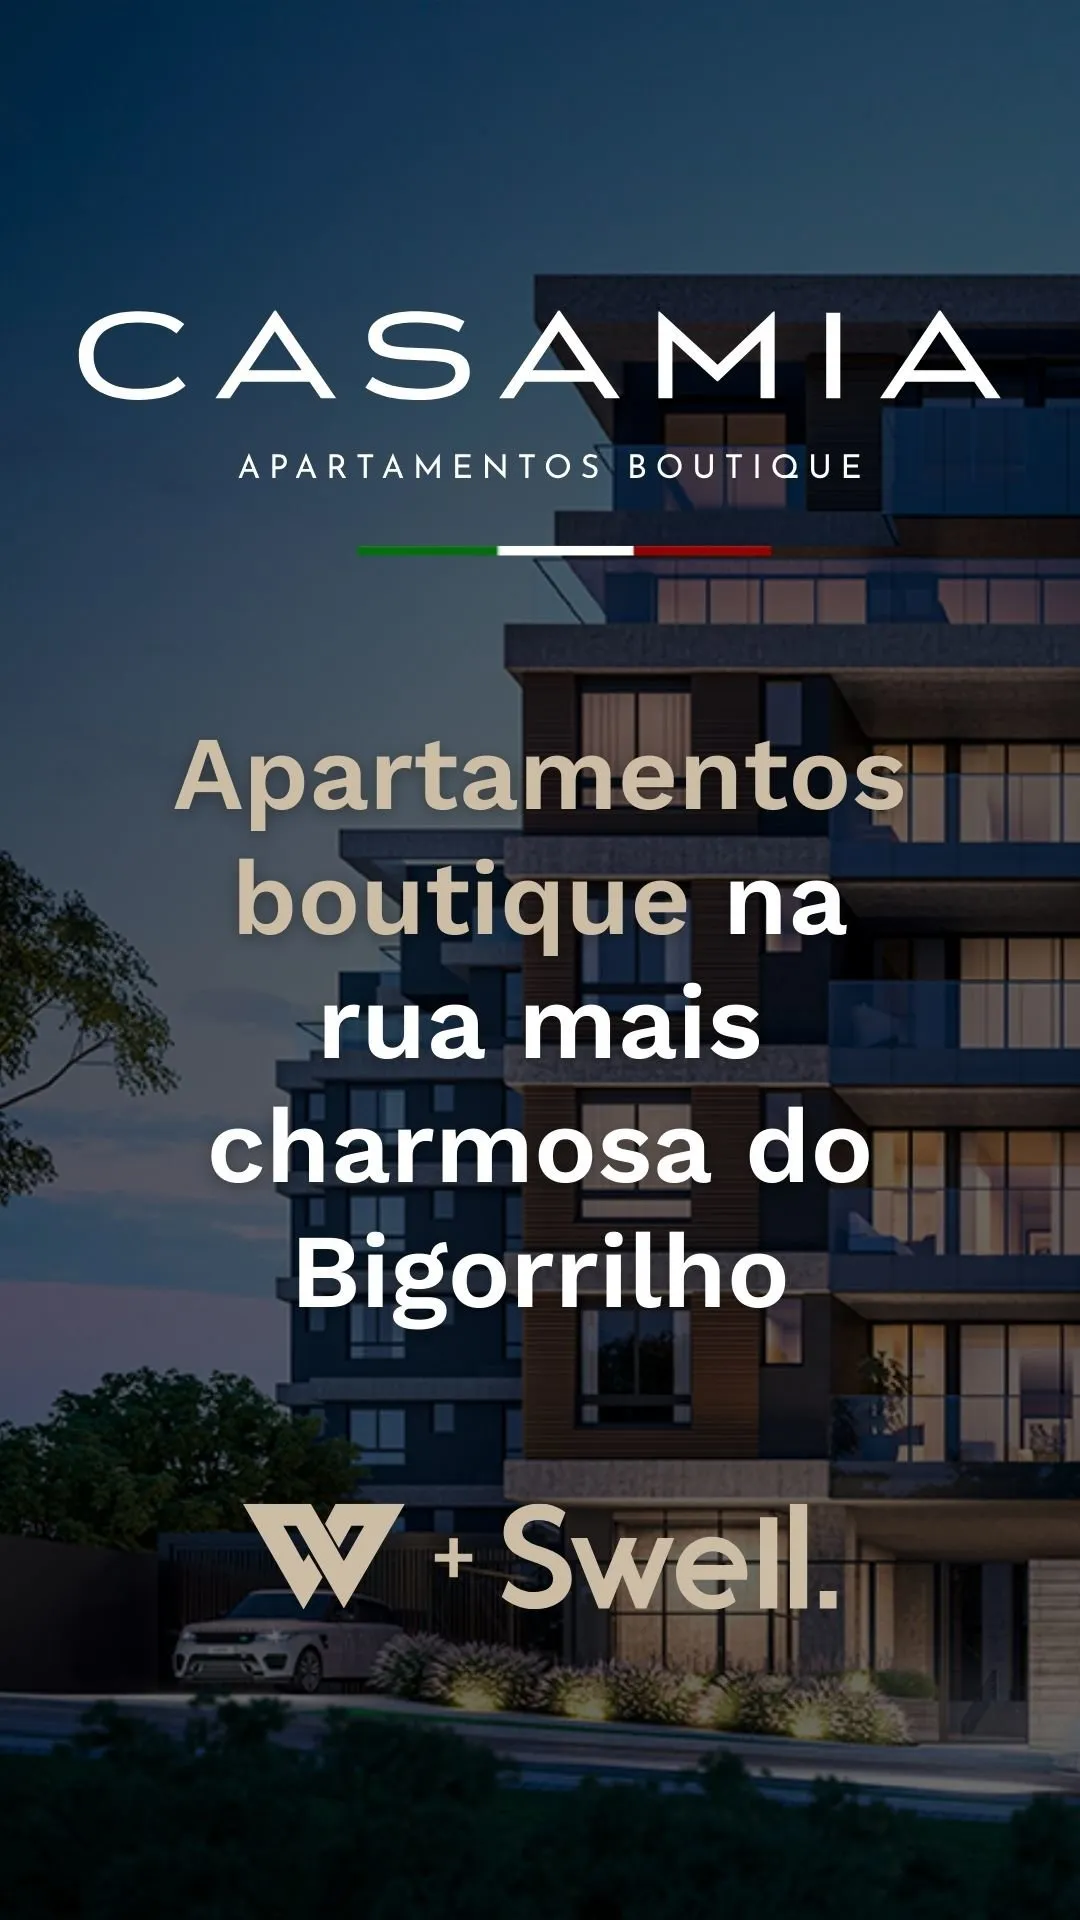 CASAMIA
APARTAMENTOS BOUTIQUE
Apartamentos
boutique na
rua mais
charmosa do
Bigorrilho
W + Swell.